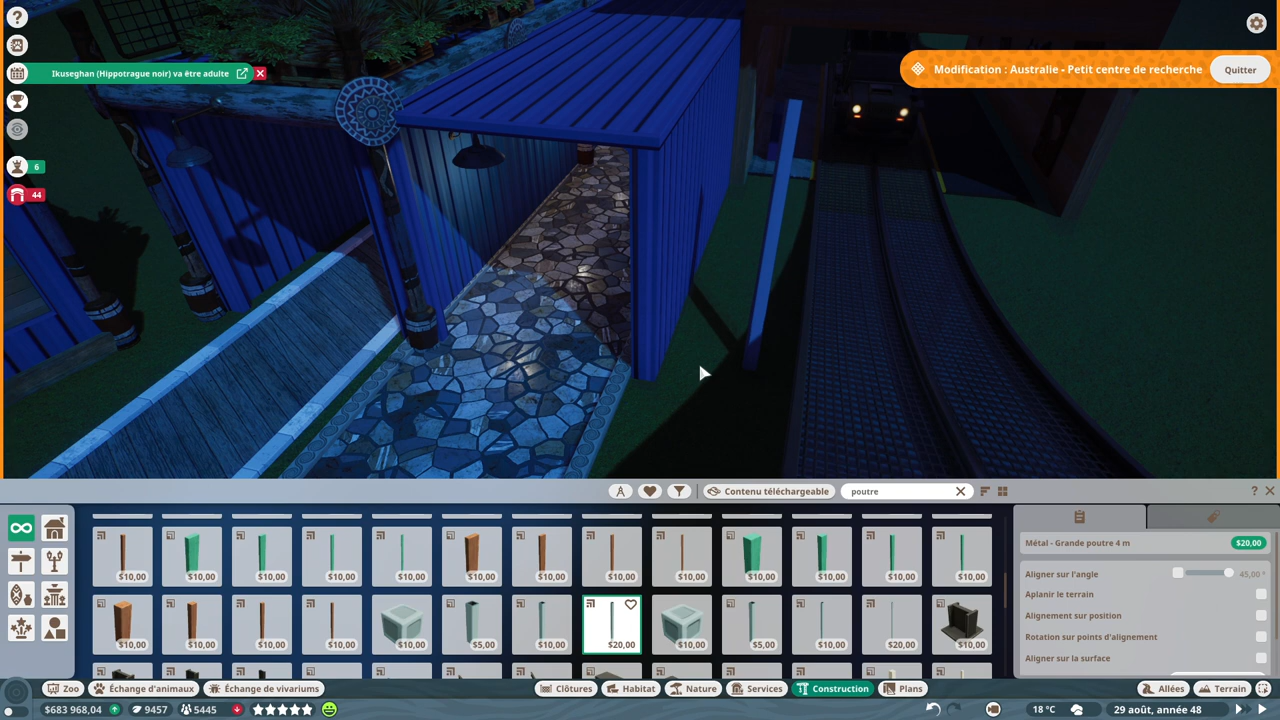 ?
Ikuseghan (Hippotrague noir) va être adulte
6
44
Modification : Australie - Petit centre de recherche
Quitter
Contenu téléchargeable
poutre
?
$10,00 $10,00 $10,00 $10,00 $10,00 $10,00 $10,00 $10,00 $10,00 $10,00 $10,00 $10,00 $10,00
$10,00 $10,00 $10,00 $10,00 $10,00 $5,00 $10,00 $20,00 $10,00 $5,00 $10,00 $20,00 $10,00
Métal - Grande poutre 4 m $20,00
Aligner sur l'angle 45,00 °
Aplanir le terrain
Alignement sur position
Rotation sur points d'alignement
Aligner sur la surface
Zoo Échange d'animaux Échange de vivariums Clôtures Habitat Nature Services Construction Plans Allées Terrain
$683 968,04 9457 5445 18 °C 29 août, année 48